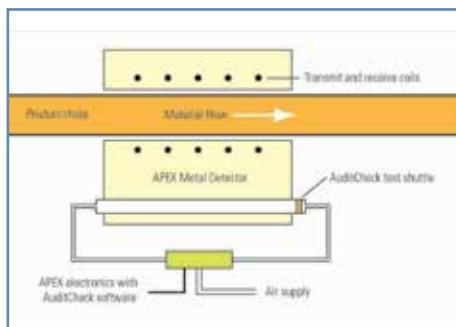 Transmit and receive coils
Product chute
Material flow
APEX Metal Detector
AuditCheck test shuttle
APEX electronics with
AuditCheck software
Air supply